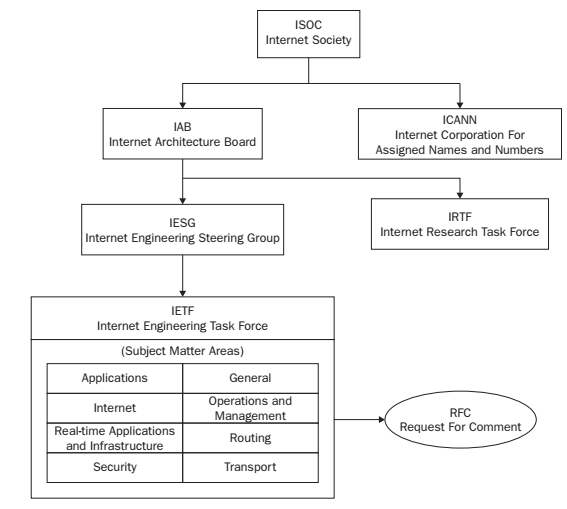 ISOC
Internet Society
IAB
Internet Architecture Board
ICANN
Internet Corporation For
Assigned Names and Numbers
IESG
Internet Engineering Steering Group
IRTF
Internet Research Task Force
IETF
Internet Engineering Task Force
(Subject Matter Areas)
Applications
General
Internet
Operations and
Management
Real-time Applications
and Infrastructure
Routing
Security
Transport
RFC
Request For Comment